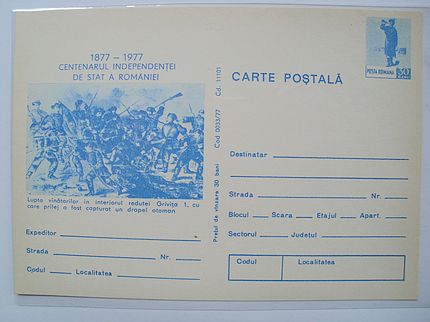 1877 – 1977
CENTENARUL INDEPENDENȚEI
DE STAT A ROMÂNIEI
Lupta vînătorilor în interiorul redutei Grivița 1, cu
care prilej a fost capturat un drapel otoman
Expeditor
Strada Nr.
Codul Localitatea
Prețul de vînzare 30 bani Cod 0033/77 Cd. 11101
CARTE POȘTALĂ
POSTA ROMANA 30
Destinatar
Strada Nr.
Blocul Scara Etajul Apart.
Sectorul Județul
Codul Localitatea